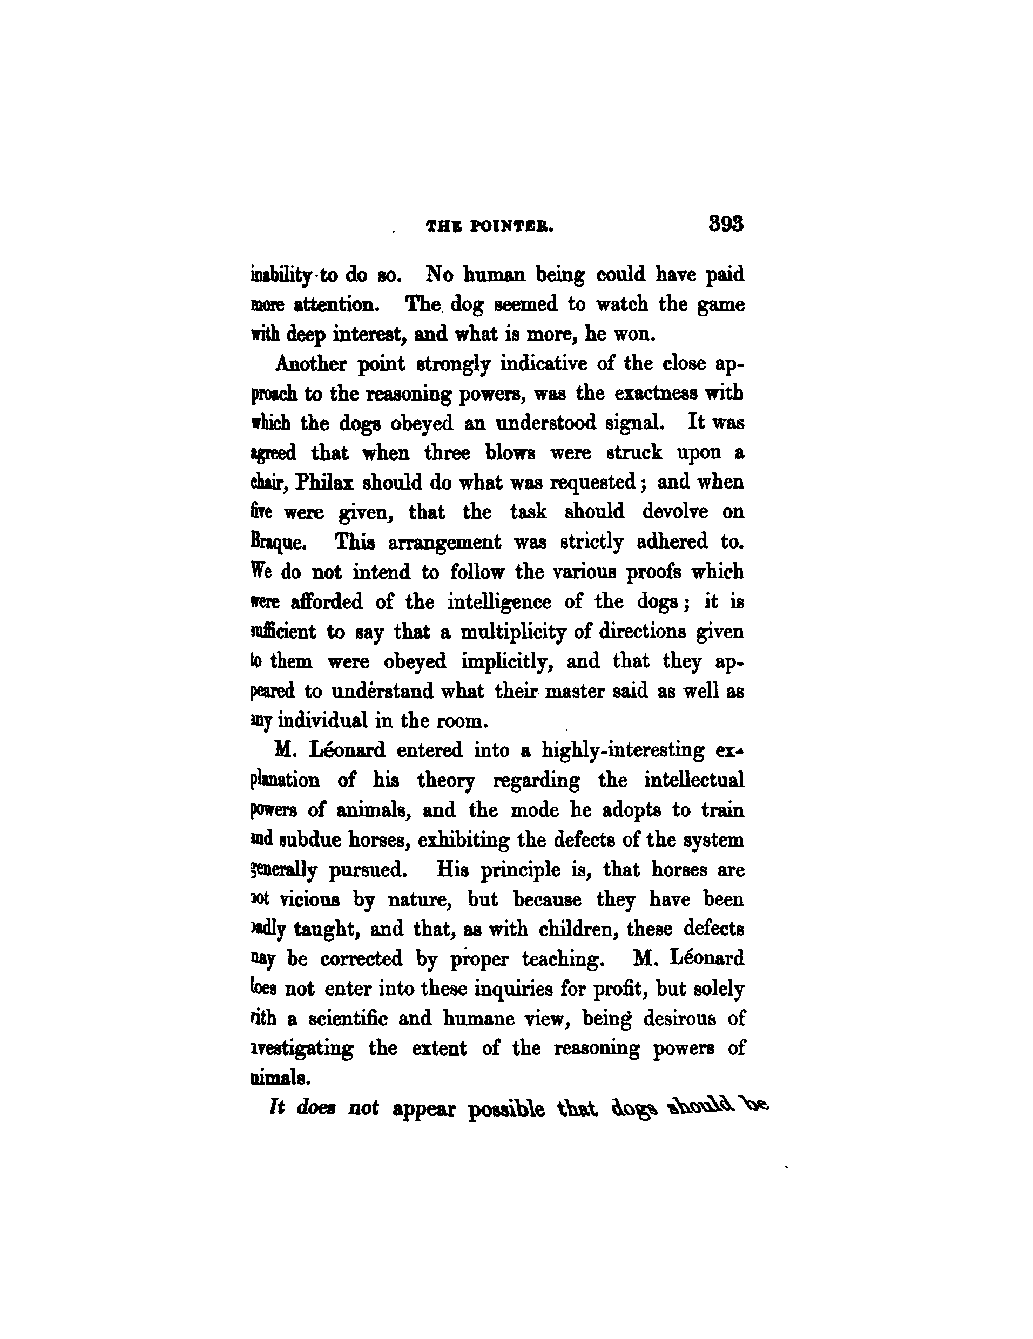 THE POINTER. 393
inability to do so. No human being could have paid
more attention. The dog seemed to watch the game
with deep interest, and what is more, he won.
Another point strongly indicative of the close ap-
proach to the reasoning powers, was the exactness with
which the dogs obeyed an understood signal. It was
agreed that when three blows were struck upon a
chair, Philax should do what was requested; and when
five were given, that the task should devolve on
Braque. This arrangement was strictly adhered to.
We do not intend to follow the various proofs which
were afforded of the intelligence of the dogs; it is
sufficient to say that a multiplicity of directions given
to them were obeyed implicitly, and that they ap-
peared to understand what their master said as well as
any individual in the room.
M. Léonard entered into a highly-interesting ex-
planation of his theory regarding the intellectual
powers of animals, and the mode he adopts to train
and subdue horses, exhibiting the defects of the system
generally pursued. His principle is, that horses are
not vicious by nature, but because they have been
badly taught, and that, as with children, these defects
may be corrected by proper teaching. M. Léonard
does not enter into these inquiries for profit, but solely
with a scientific and humane view, being desirous of
investigating the extent of the reasoning powers of
animals.
It does not appear possible that dogs should be